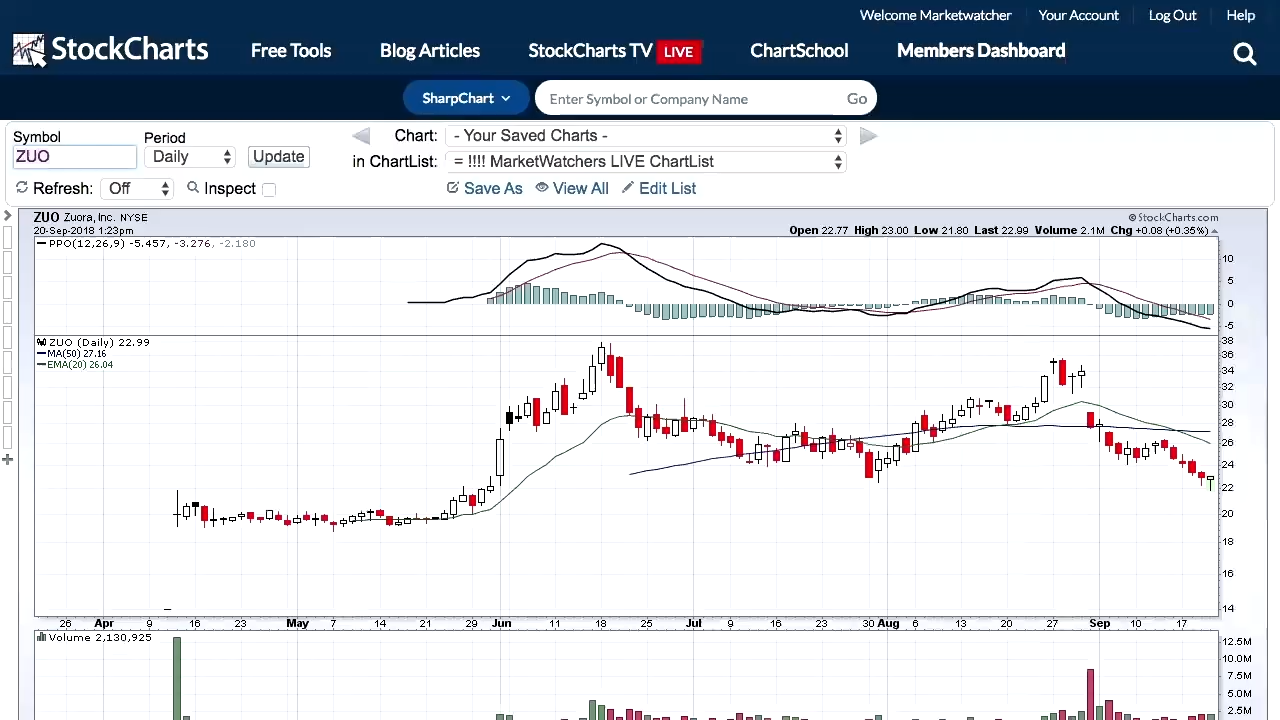 Welcome Marketwatcher Your Account Log Out Help
StockCharts Free Tools Blog Articles StockCharts TV LIVE ChartSchool Members Dashboard
SharpChart Enter Symbol or Company Name Go
Symbol Period Chart: - Your Saved Charts -
ZUO Daily Update in ChartList: = !!!! MarketWatchers LIVE ChartList
Refresh: Off Inspect Save As View All Edit List
ZUO Zuora, Inc. NYSE © StockCharts.com
20-Sep-2018 1:23pm Open 22.77 High 23.00 Low 21.80 Last 22.99 Volume 2.1M Chg +0.08 (+0.35%)
PPO(12,26,9) -5.457, -3.276, -2.180
10
5
0
-5
ZUO (Daily) 22.99
MA(50) 27.16
EMA(20) 26.04
38
36
34
32
30
28
26
24
22
20
18
16
14
26 Apr 9 16 23 May 7 14 21 29 Jun 11 18 25 Jul 9 16 23 30 Aug 6 13 20 27 Sep 10 17
Volume 2,130,925
12.5M
10.0M
7.5M
5.0M
2.5M